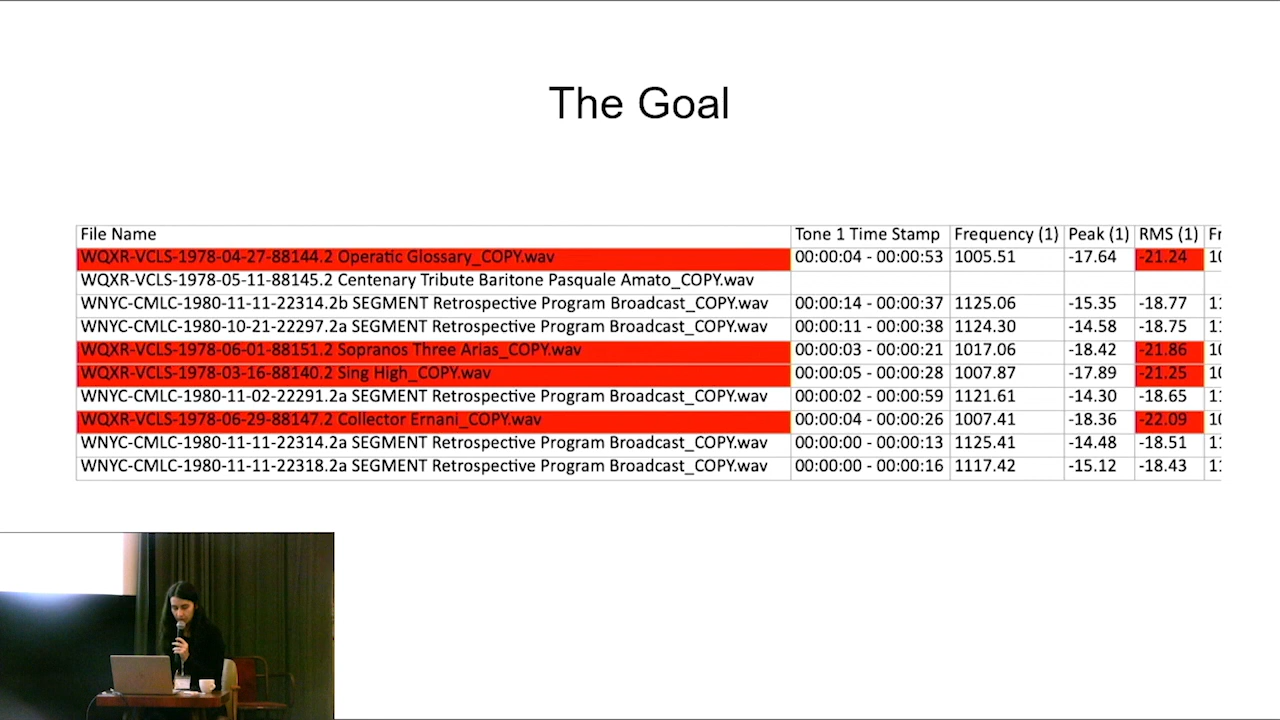 The Goal
File Name Tone 1 Time Stamp Frequency (1) Peak (1) RMS (1) Fr
WQXR-VCLS-1978-04-27-88144.2 Operatic Glossary_COPY.wav 00:00:04 - 00:00:53 1005.51 -17.64 -21.24 10
WQXR-VCLS-1978-05-11-88145.2 Centenary Tribute Baritone Pasquale Amato_COPY.wav
WNYC-CMLC-1980-11-11-22314.2b SEGMENT Retrospective Program Broadcast_COPY.wav 00:00:14 - 00:00:37 1125.06 -15.35 -18.77 11
WNYC-CMLC-1980-10-21-22297.2a SEGMENT Retrospective Program Broadcast_COPY.wav 00:00:11 - 00:00:38 1124.30 -14.58 -18.75 11
WQXR-VCLS-1978-06-01-88151.2 Sopranos Three Arias_COPY.wav 00:00:03 - 00:00:21 1017.06 -18.42 -21.86 10
WQXR-VCLS-1978-03-16-88140.2 Sing High_COPY.wav 00:00:05 - 00:00:28 1007.87 -17.89 -21.25 10
WNYC-CMLC-1980-11-02-22291.2a SEGMENT Retrospective Program Broadcast_COPY.wav 00:00:02 - 00:00:59 1121.61 -14.30 -18.65 11
WQXR-VCLS-1978-06-29-88147.2 Collector Ernani_COPY.wav 00:00:04 - 00:00:26 1007.41 -18.36 -22.09 10
WNYC-CMLC-1980-11-11-22314.2a SEGMENT Retrospective Program Broadcast_COPY.wav 00:00:00 - 00:00:13 1125.41 -14.48 -18.51 11
WNYC-CMLC-1980-11-11-22318.2a SEGMENT Retrospective Program Broadcast_COPY.wav 00:00:00 - 00:00:16 1117.42 -15.12 -18.43 11